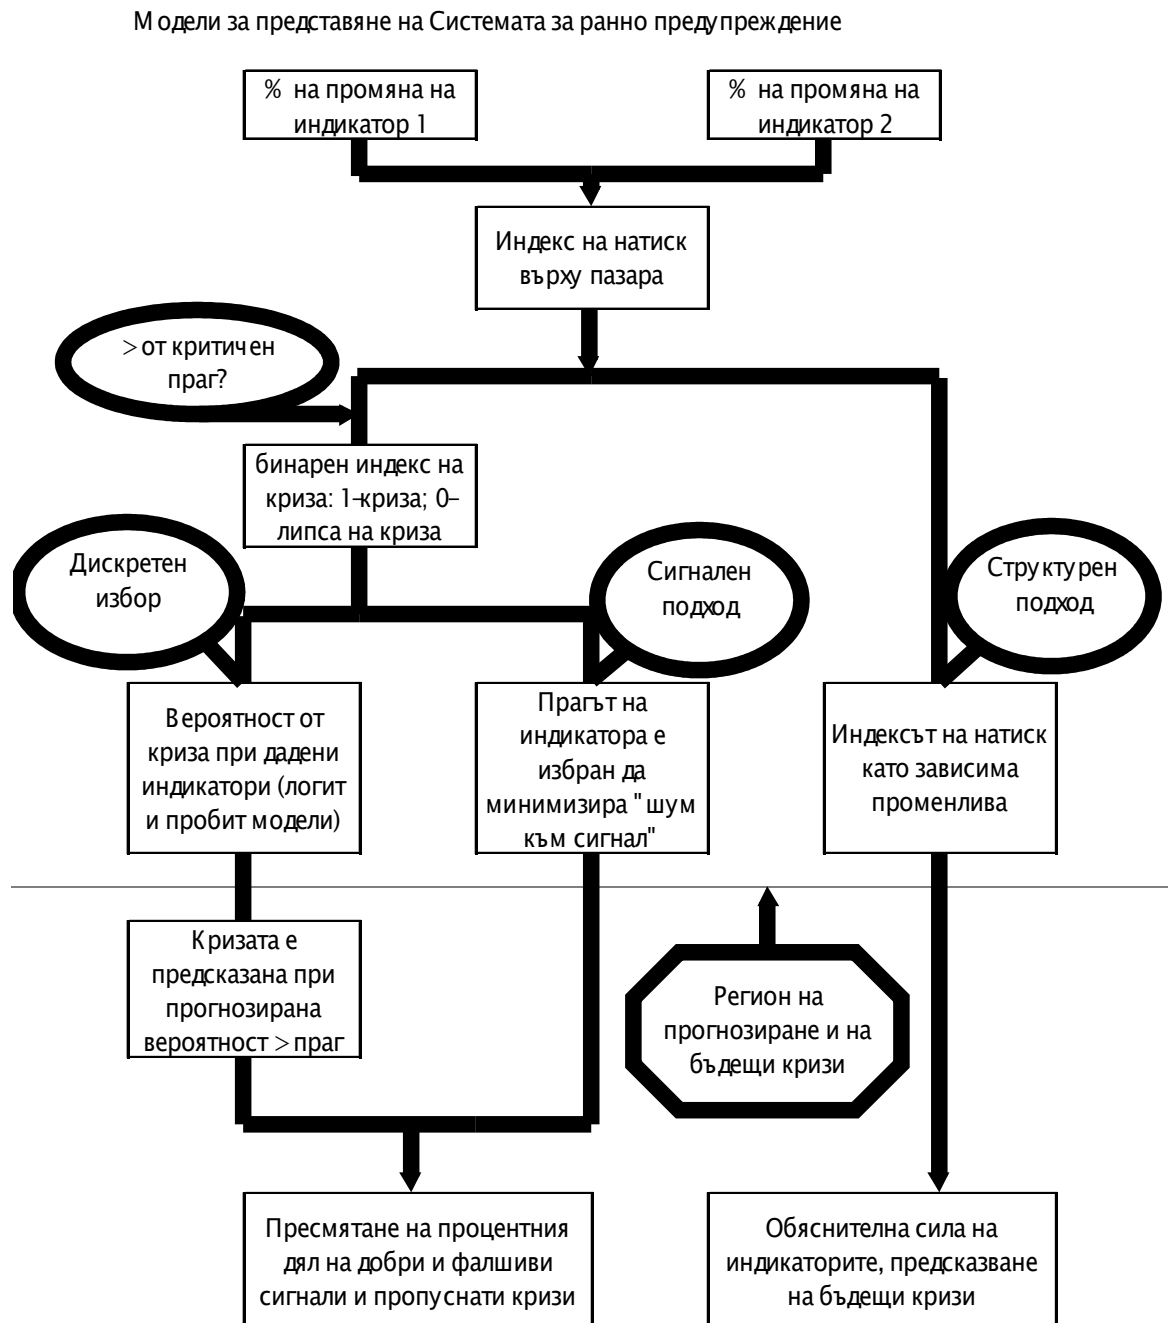 Модели за представяне на Системата за ранно предупреждение
% на промяна на
индикатор 1
% на промяна на
индикатор 2
Индекс на натиск
върху пазара
> от критичен
праг?
бинарен индекс на
криза: 1-криза; 0-
липса на криза
Дискретен
избор
Сигнален
подход
Структурен
подход
Вероятност от
криза при дадени
индикатори (логит
и пробит модели)
Прагът на
индикатора е
избран да
минимизира "шум
към сигнал"
Индексът на натиск
като зависима
променлива
Кризата е
предсказана при
прогнозирана
вероятност > праг
Регион на
прогнозиране и на
бъдещи кризи
Пресмятане на процентния
дял на добри и фалшиви
сигнали и пропуснати кризи
Обяснителна сила на
индикаторите, предсказване
на бъдещи кризи